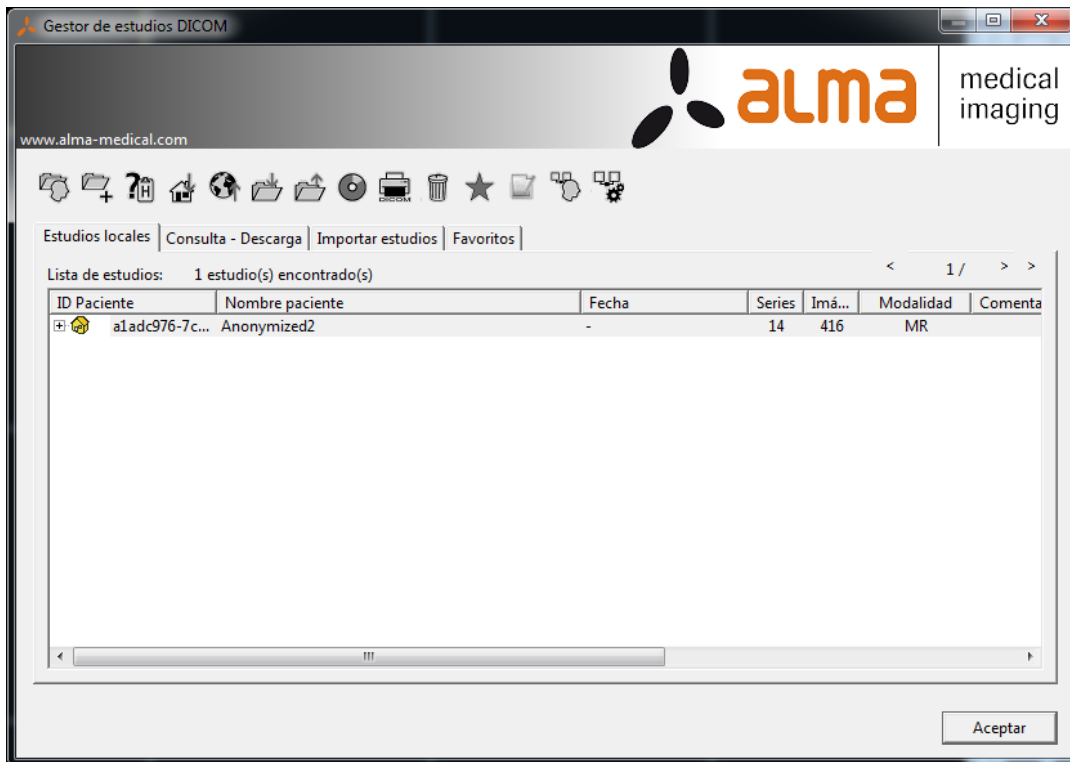 Gestor de estudios DICOM
alma
medical
imaging
www.alma-medical.com
?H
DICOM
Estudios locales Consulta - Descarga Importar estudios Favoritos
Lista de estudios: 1 estudio(s) encontrado(s) < 1 / > >
ID Paciente Nombre paciente Fecha Series Imá... Modalidad Comenta
a1adc976-7c... Anonymized2 - 14 416 MR
Aceptar